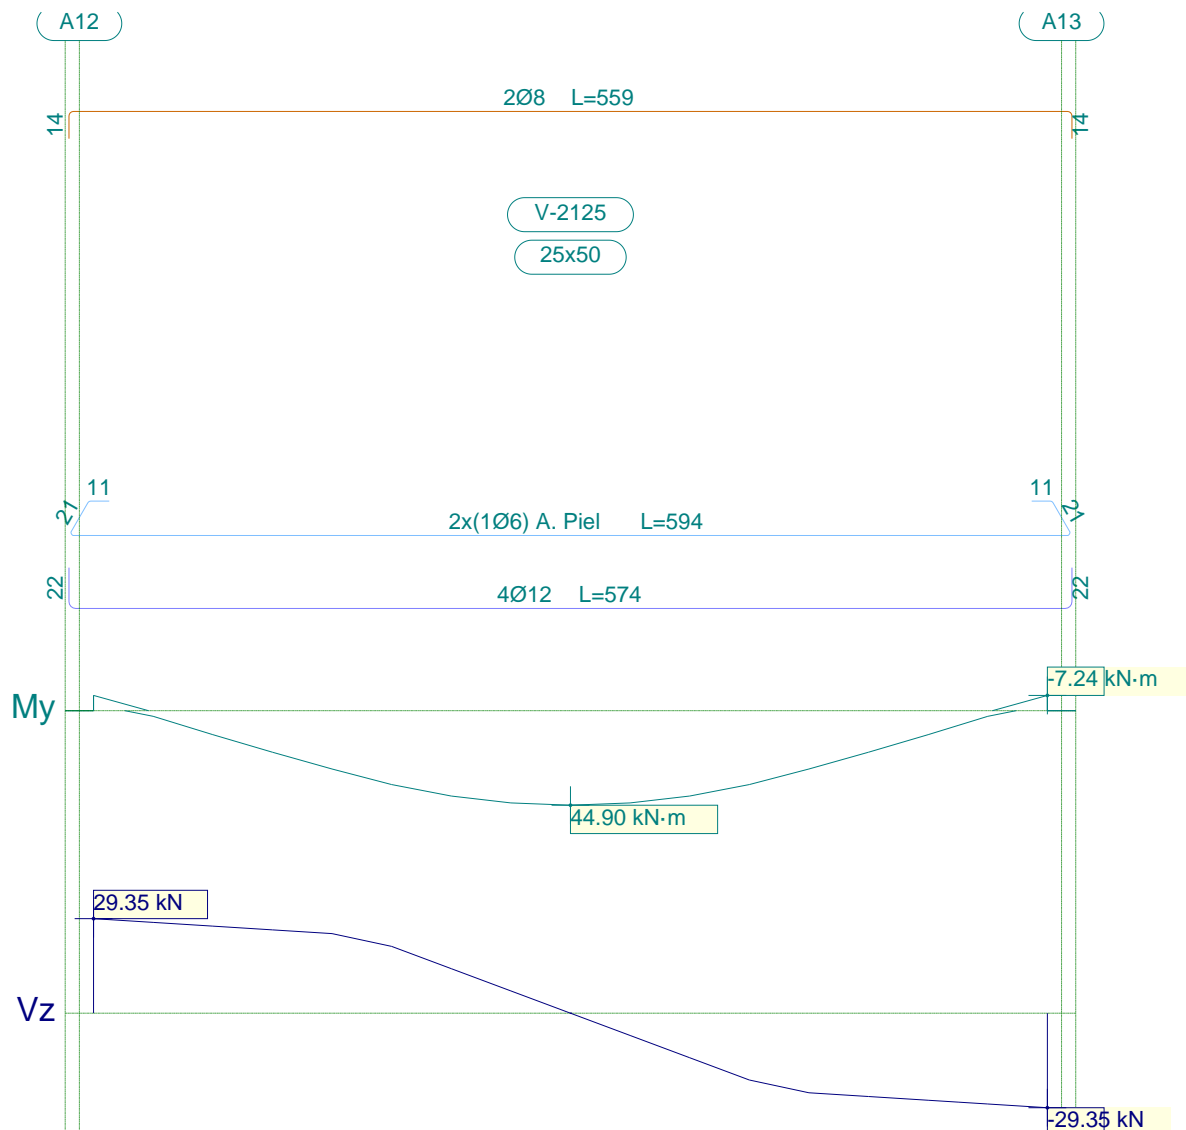 A12 A13
2Ø8 L=559
14 14
V-2125
25x50
11 11
21 21
2x(1Ø6) A. Piel L=594
22 22
4Ø12 L=574
-7.24 kN·m
My
44.90 kN·m
29.35 kN
Vz
-29.35 kN